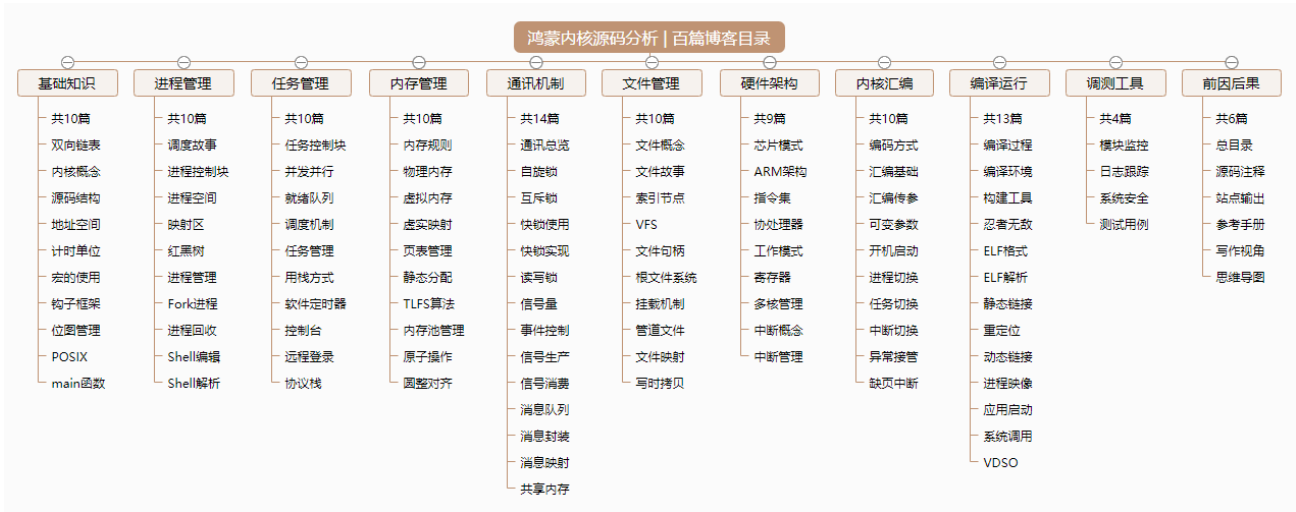 鸿蒙内核源码分析 | 百篇博客目录
基础知识
共10篇
双向链表
内核概念
源码结构
地址空间
计时单位
宏的使用
钩子框架
位图管理
POSIX
main函数
进程管理
共10篇
调度故事
进程控制块
进程空间
映射区
红黑树
进程管理
Fork进程
进程回收
Shell编辑
Shell解析
任务管理
共10篇
任务控制块
并发并行
就绪队列
调度机制
任务管理
用栈方式
软件定时器
控制台
远程登录
协议栈
内存管理
共10篇
内存规则
物理内存
虚拟内存
虚实映射
页表管理
静态分配
TLFS算法
内存池管理
原子操作
圆整对齐
通讯机制
共14篇
通讯总览
自旋锁
互斥锁
快锁使用
快锁实现
读写锁
信号量
事件控制
信号生产
信号消费
消息队列
消息封装
消息映射
共享内存
文件管理
共10篇
文件概念
文件故事
索引节点
VFS
文件句柄
根文件系统
挂载机制
管道文件
文件映射
写时拷贝
硬件架构
共9篇
芯片模式
ARM架构
指令集
协处理器
工作模式
寄存器
多核管理
中断概念
中断管理
内核汇编
共10篇
编码方式
汇编基础
汇编传参
可变参数
开机启动
进程切换
任务切换
中断切换
异常接管
缺页中断
编译运行
共13篇
编译过程
编译环境
构建工具
忍者无敌
ELF格式
ELF解析
静态链接
重定位
动态链接
进程映像
应用启动
系统调用
VDSO
调测工具
共4篇
模块监控
日志跟踪
系统安全
测试用例
前因后果
共6篇
总目录
源码注释
站点输出
参考手册
写作视角
思维导图